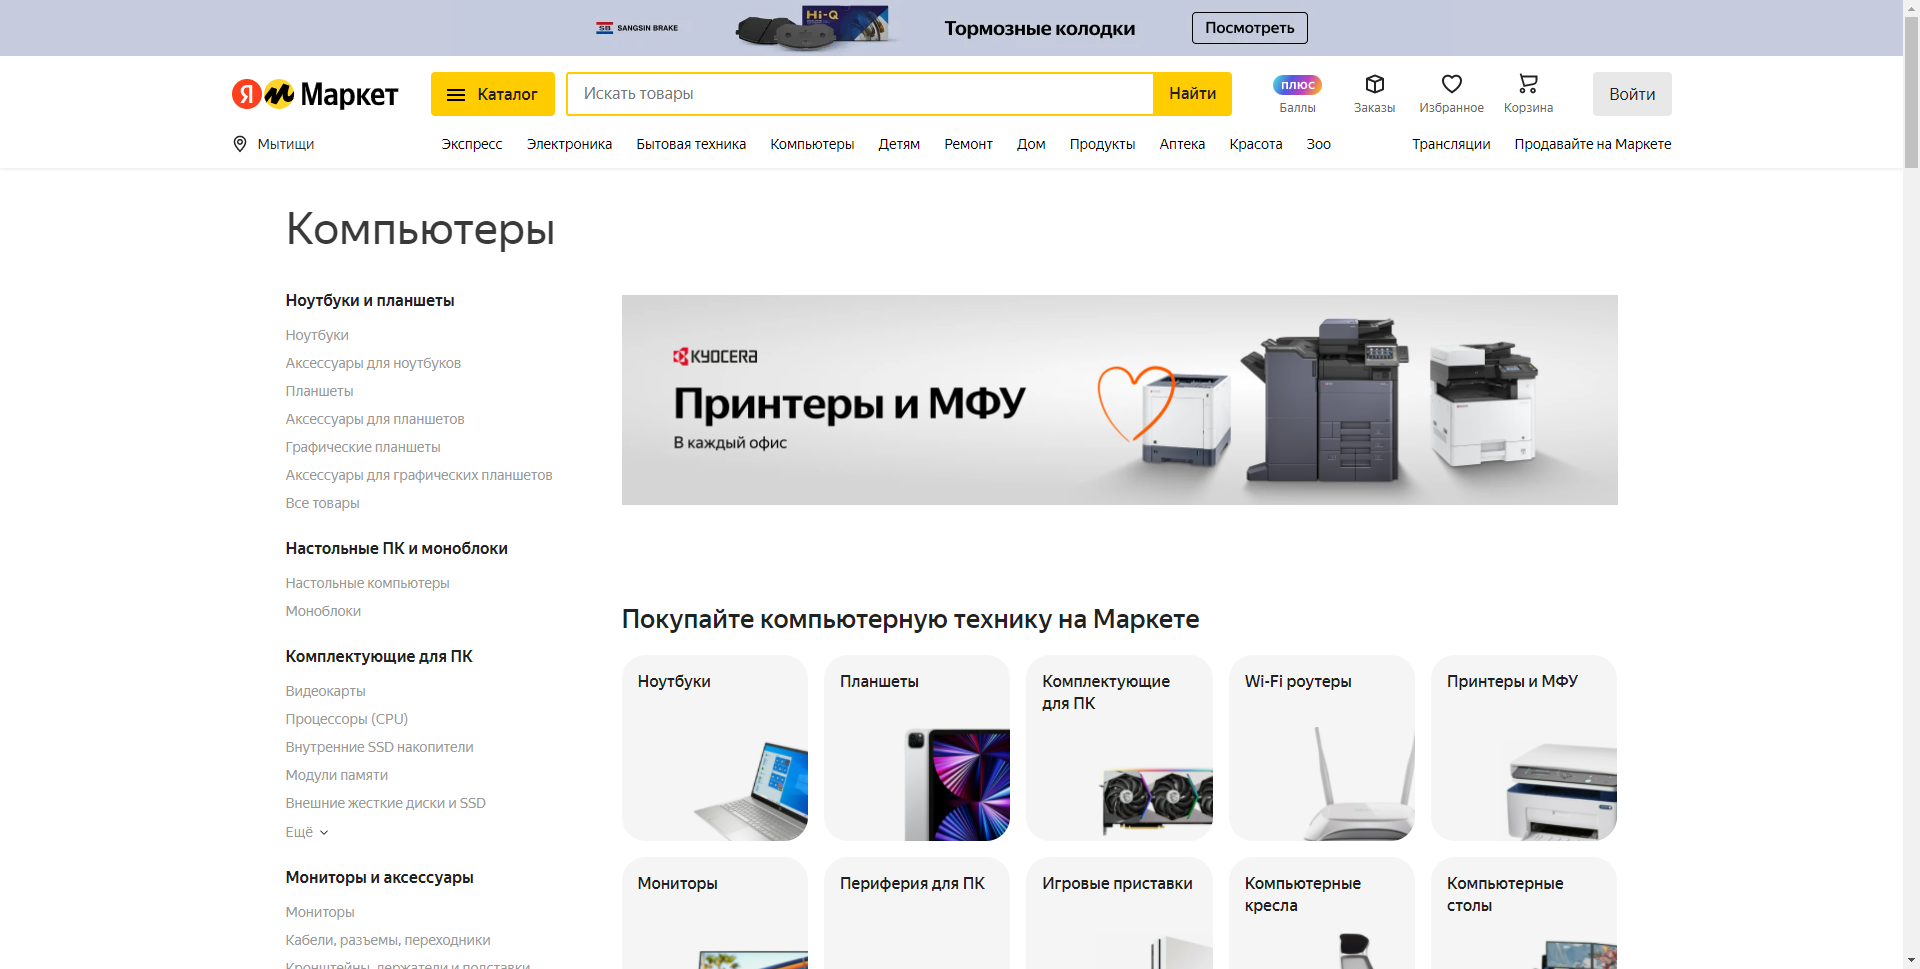 SB SANGSIN BRAKE
Hi-Q
Тормозные колодки
Посмотреть
Я Маркет
Каталог
Искать товары
Найти
плюс
Баллы
Заказы
Избранное
Корзина
Войти
Мытищи
Экспресс
Электроника
Бытовая техника
Компьютеры
Детям
Ремонт
Дом
Продукты
Аптека
Красота
Зоо
Трансляции
Продавайте на Маркете
Компьютеры
Ноутбуки и планшеты
Ноутбуки
Аксессуары для ноутбуков
Планшеты
Аксессуары для планшетов
Графические планшеты
Аксессуары для графических планшетов
Все товары
Настольные ПК и моноблоки
Настольные компьютеры
Моноблоки
Комплектующие для ПК
Видеокарты
Процессоры (CPU)
Внутренние SSD накопители
Модули памяти
Внешние жесткие диски и SSD
Ещё
Мониторы и аксессуары
Мониторы
Кабели, разъемы, переходники
Кронштейны, держатели и подставки
KYOCERA
Принтеры и МФУ
В каждый офис
Покупайте компьютерную технику на Маркете
Ноутбуки
Планшеты
Комплектующие
для ПК
Wi-Fi роутеры
Принтеры и МФУ
Мониторы
Периферия для ПК
Игровые приставки
Компьютерные
кресла
Компьютерные
столы